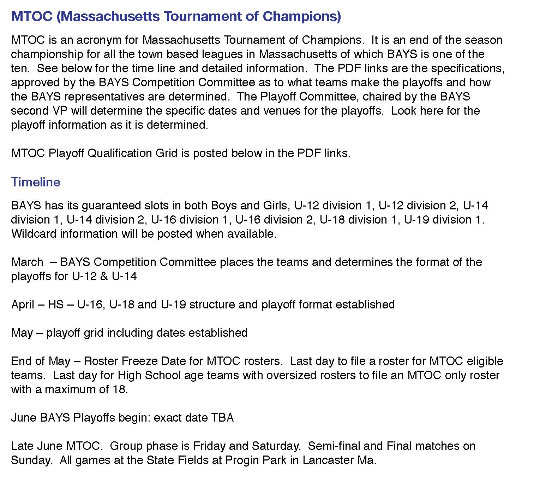 MTOC (Massachusetts Tournament of Champions)
MTOC is an acronym for Massachusetts Tournament of Champions.  It is an end of the season
championship for all the town based leagues in Massachusetts of which BAYS is one of the
ten.  See below for the time line and detailed information.  The PDF links are the specifications,
approved by the BAYS Competition Committee as to what teams make the playoffs and how
the BAYS representatives are determined.  The Playoff Committee, chaired by the BAYS
second VP will determine the specific dates and venues for the playoffs.  Look here for the
playoff information as it is determined.
MTOC Playoff Qualification Grid is posted below in the PDF links.
Timeline
BAYS has its guaranteed slots in both Boys and Girls, U-12 division 1, U-12 division 2, U-14
division 1, U-14 division 2, U-16 division 1, U-16 division 2, U-18 division 1, U-19 division 1.
Wildcard information will be posted when available.
March  – BAYS Competition Committee places the teams and determines the format of the
playoffs for U-12 & U-14
April – HS – U-16, U-18 and U-19 structure and playoff format established
May – playoff grid including dates established
End of May – Roster Freeze Date for MTOC rosters.  Last day to file a roster for MTOC eligible
teams.  Last day for High School age teams with oversized rosters to file an MTOC only roster
with a maximum of 18.
June BAYS Playoffs begin: exact date TBA
Late June MTOC.  Group phase is Friday and Saturday.  Semi-final and Final matches on
Sunday.  All games at the State Fields at Progin Park in Lancaster Ma.